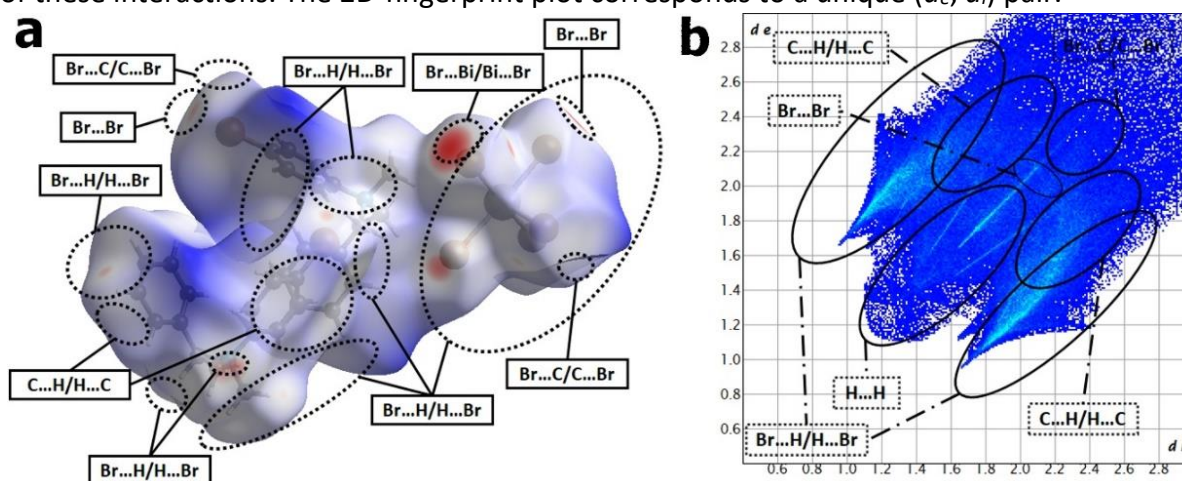 of these interactions. The 2D fingerprint plot corresponds to a unique (de, di) pair.
a
Br...C/C...Br
Br...Br
Br...H/H...Br
C...H/H...C
Br...H/H...Br
Br...H/H...Br
Br...Bi/Bi...Br
Br...Br
Br...C/C...Br
Br...H/H...Br
b
d e
C...H/H...C
Br...C/C...Br
Br...Br
H...H
C...H/H...C
Br...H/H...Br
2.8
2.6
2.4
2.2
2.0
1.8
1.6
1.4
1.2
1.0
0.8
0.6
d
0.6 0.8 1.0 1.2 1.4 1.6 1.8 2.0 2.2 2.4 2.6 2.8